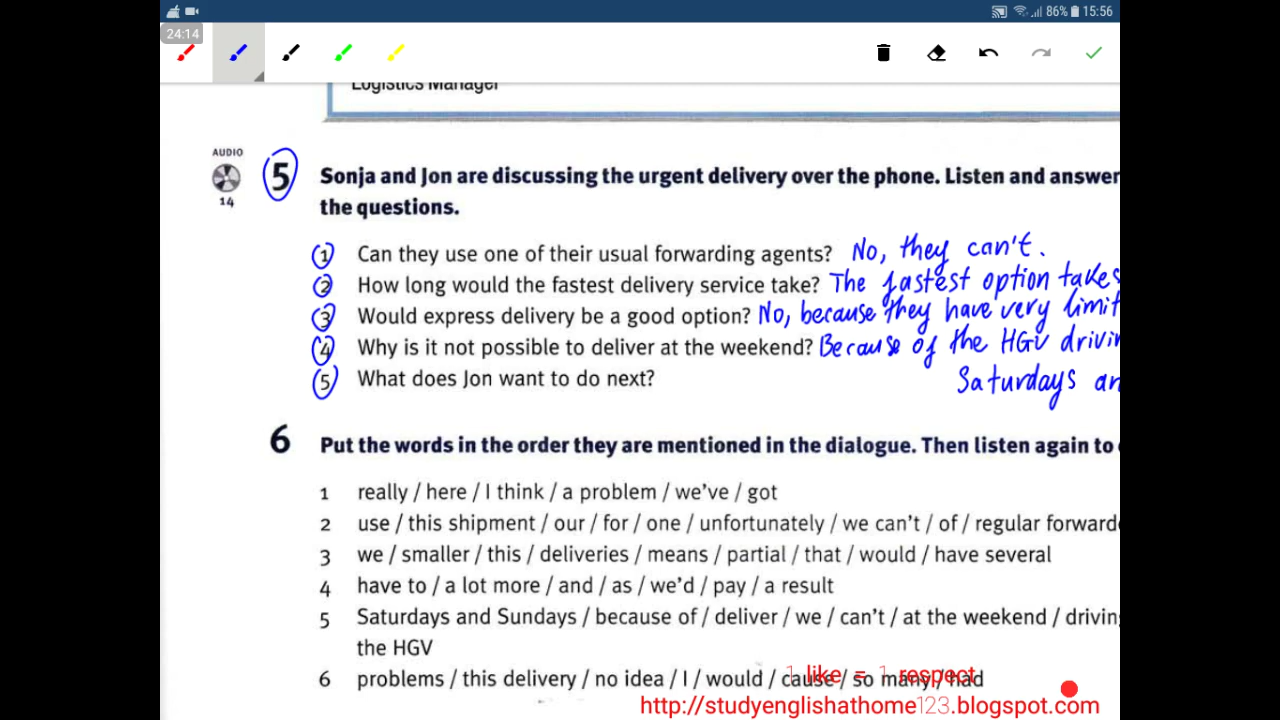 86% 15:56
24:14
Logistics Manager
AUDIO
14
5 Sonja and Jon are discussing the urgent delivery over the phone. Listen and answer
the questions.
1 Can they use one of their usual forwarding agents? No, they can't.
2 How long would the fastest delivery service take? The fastest option takes
3 Would express delivery be a good option? No, because they have very limit
4 Why is it not possible to deliver at the weekend? Because of the HGV drivin
5 What does Jon want to do next? Saturdays an
6 Put the words in the order they are mentioned in the dialogue. Then listen again to
1 really / here / I think / a problem / we've / got
2 use / this shipment / our / for / one / unfortunately / we can't / of / regular forward
3 we / smaller / this / deliveries / means / partial / that / would / have several
4 have to / a lot more / and / as / we'd / pay / a result
5 Saturdays and Sundays / because of / deliver / we / can't / at the weekend / drivin
the HGV
6 problems / this delivery / no idea / I / would / cause / so many / had
1 like = 1 respect
http://studyenglishathome123.blogspot.com